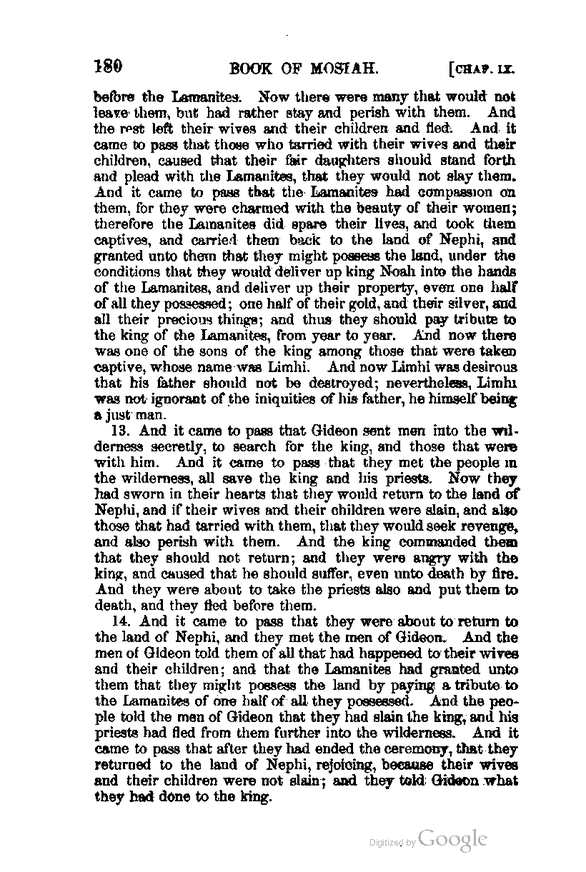 180 BOOK OF MOSIAH. [CHAP. IX.
before the Lamanites. Now there were many that would not
leave them, but had rather stay and perish with them. And
the rest left their wives and their children and fled. And it
came to pass that those who tarried with their wives and their
children, caused that their fair daughters should stand forth
and plead with the Lamanites, that they would not slay them.
And it came to pass that the Lamanites had compassion on
them, for they were charmed with the beauty of their women;
therefore the Lamanites did spare their lives, and took them
captives, and carried them back to the land of Nephi, and
granted unto them that they might possess the land, under the
conditions that they would deliver up king Noah into the hands
of the Lamanites, and deliver up their property, even one half
of all they possessed; one half of their gold, and their silver, and
all their precious things; and thus they should pay tribute to
the king of the Lamanites, from year to year. And now there
was one of the sons of the king among those that were taken
captive, whose name was Limhi. And now Limhi was desirous
that his father should not be destroyed; nevertheless, Limhi
was not ignorant of the iniquities of his father, he himself being
a just man.
13. And it came to pass that Gideon sent men into the wil-
derness secretly, to search for the king, and those that were
with him. And it came to pass that they met the people in
the wilderness, all save the king and his priests. Now they
had sworn in their hearts that they would return to the land of
Nephi, and if their wives and their children were slain, and also
those that had tarried with them, that they would seek revenge,
and also perish with them. And the king commanded them
that they should not return; and they were angry with the
king, and caused that he should suffer, even unto death by fire.
And they were about to take the priests also and put them to
death, and they fled before them.
14. And it came to pass that they were about to return to
the land of Nephi, and they met the men of Gideon. And the
men of Gideon told them of all that had happened to their wives
and their children; and that the Lamanites had granted unto
them that they might possess the land by paying a tribute to
the Lamanites of one half of all they possessed. And the peo-
ple told the men of Gideon that they had slain the king, and his
priests had fled from them further into the wilderness. And it
came to pass that after they had ended the ceremony, that they
returned to the land of Nephi, rejoicing, because their wives
and their children were not slain; and they told Gideon what
they had done to the king.
Digitized by Google